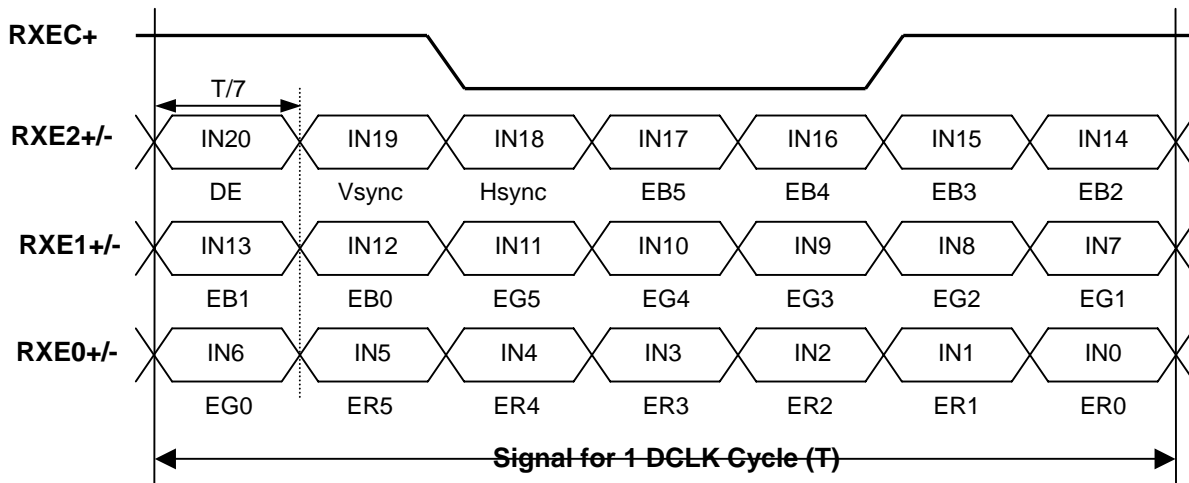 RXEC+
T/7
RXE2+/- IN20 IN19 IN18 IN17 IN16 IN15 IN14
DE Vsync Hsync EB5 EB4 EB3 EB2
RXE1+/- IN13 IN12 IN11 IN10 IN9 IN8 IN7
EB1 EB0 EG5 EG4 EG3 EG2 EG1
RXE0+/- IN6 IN5 IN4 IN3 IN2 IN1 IN0
EG0 ER5 ER4 ER3 ER2 ER1 ER0
Signal for 1 DCLK Cycle (T)